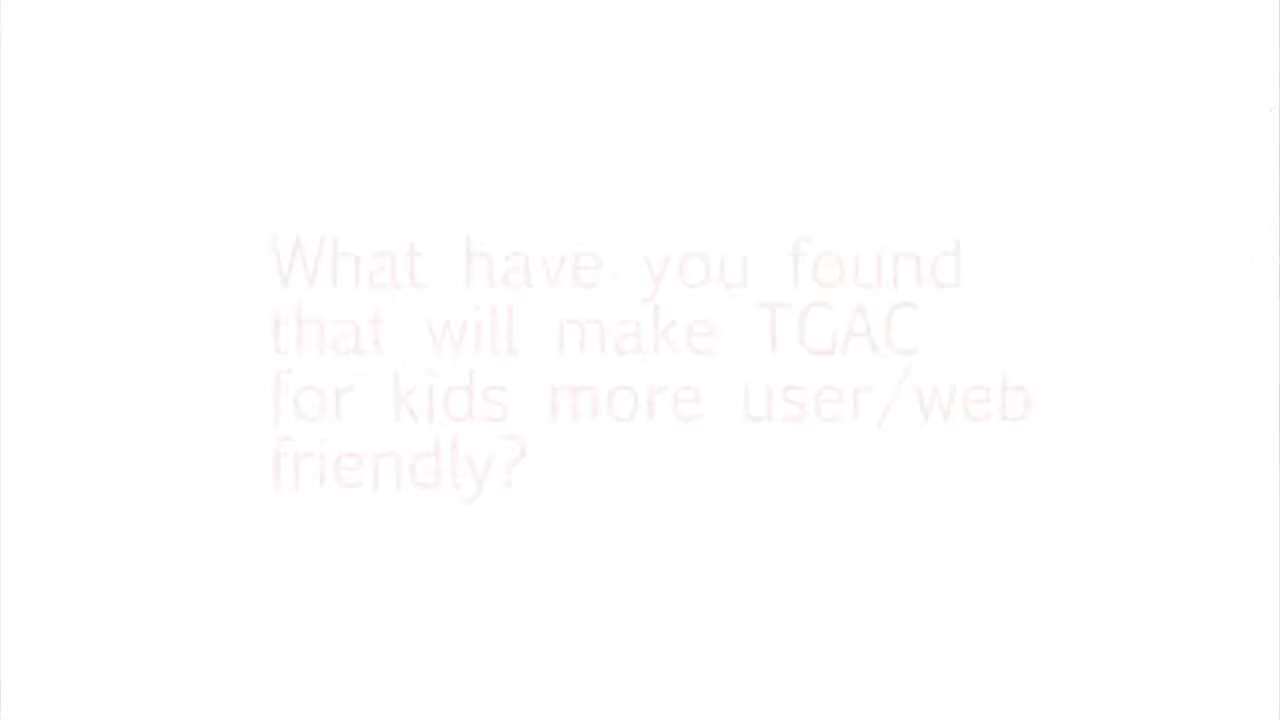 What have you found
that will make TGAC
for kids more user/web
friendly?